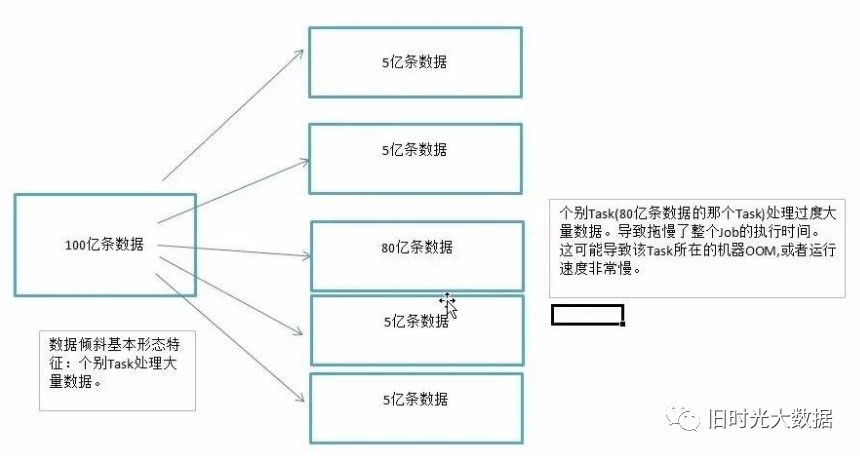 5亿条数据
5亿条数据
100亿条数据
80亿条数据
5亿条数据
5亿条数据
个别Task(80亿条数据的那个Task)处理过度大
量数据。导致拖慢了整个Job的执行时间。
这可能导致该Task所在的机器OOM,或者运行
速度非常慢。
数据倾斜基本形态特
征：个别Task处理大
量数据。
旧时光大数据